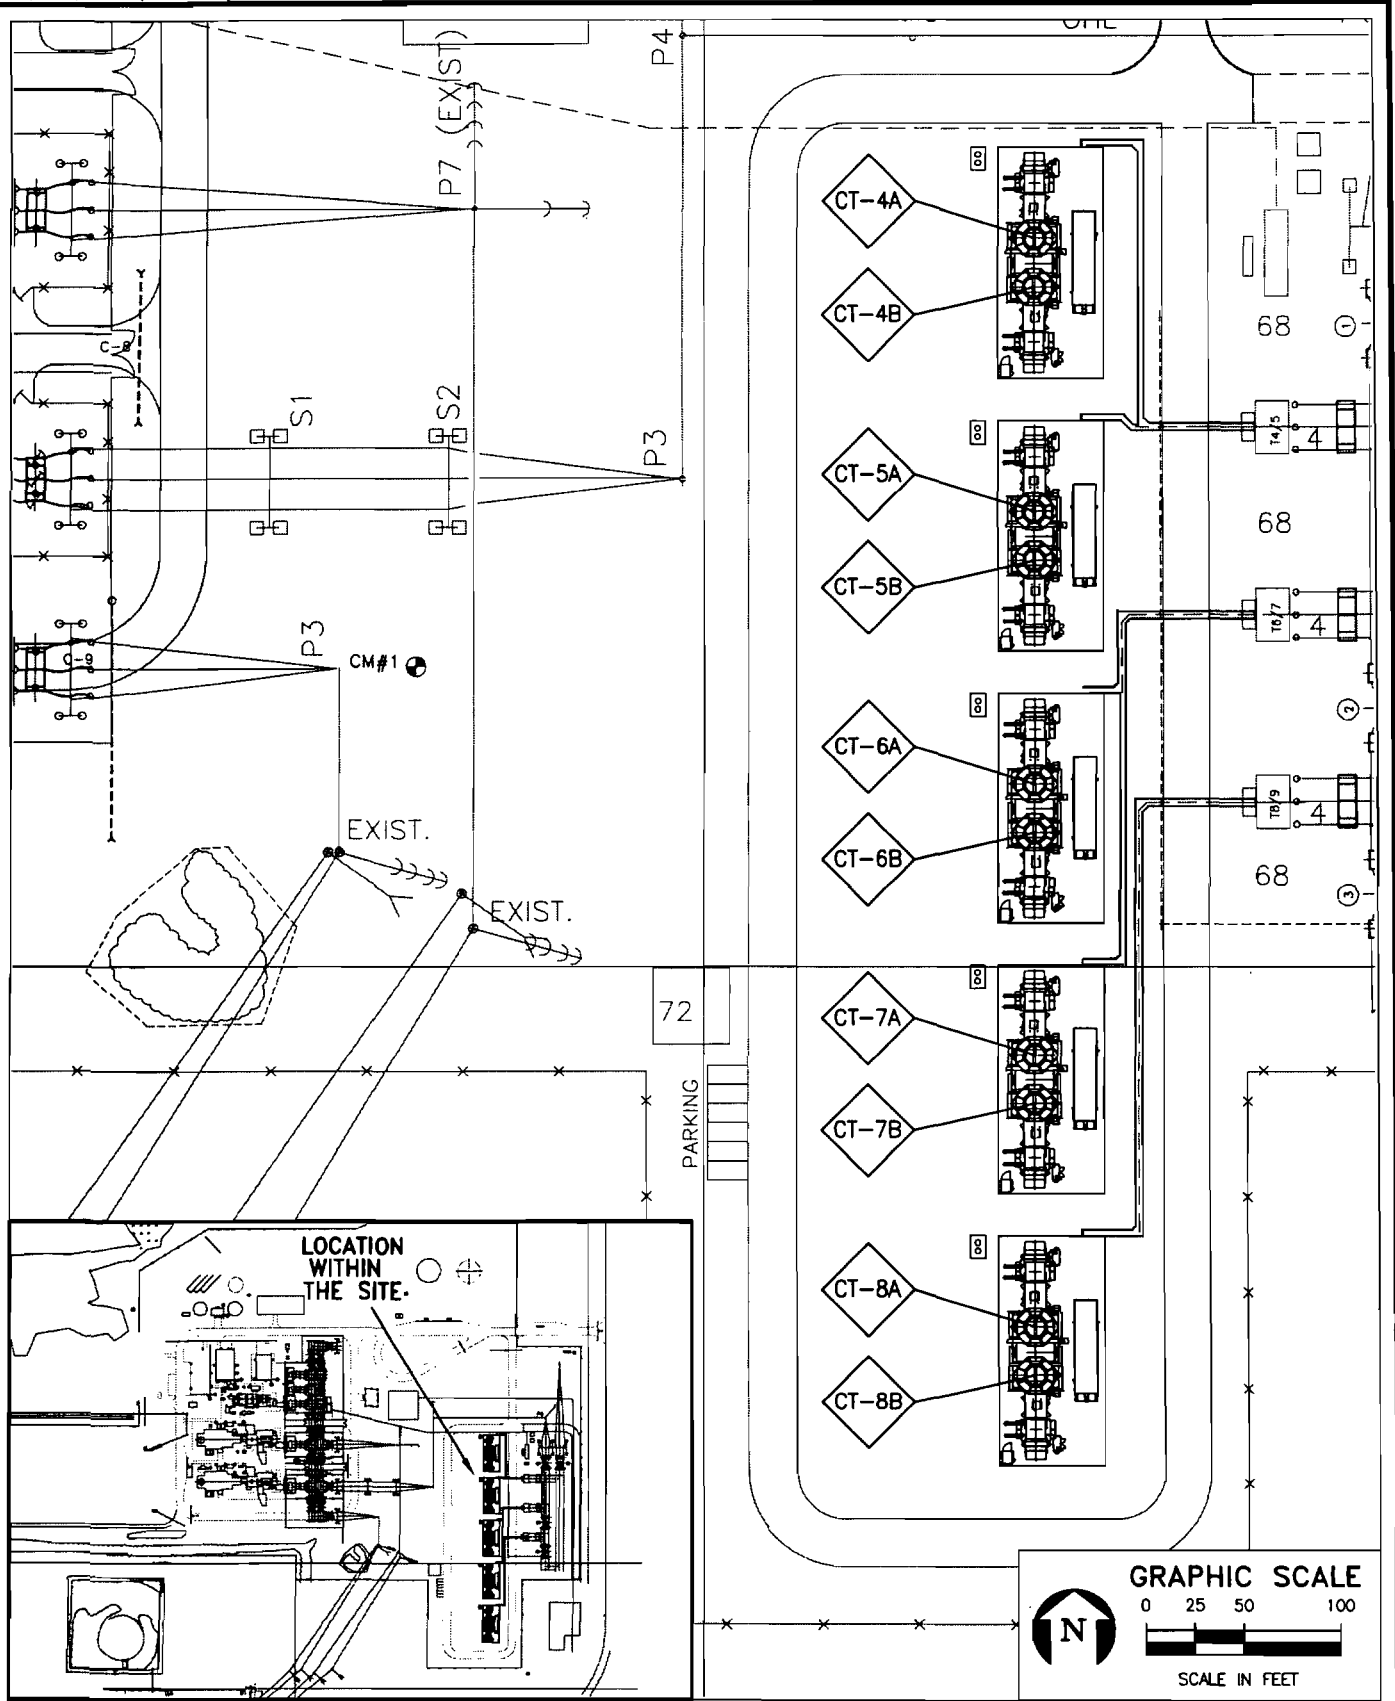 P7 (EXIST)
P4
CT-4A
CT-4B
C-8
68
1
S1
S2
P3
T4/5
4
CT-5A
68
CT-5B
T6/7
4
P3
CM#1
C-9
CT-6A
2
T8/9
4
EXIST.
CT-6B
68
3
EXIST.
72
CT-7A
PARKING
CT-7B
LOCATION
WITHIN
THE SITE.
CT-8A
CT-8B
GRAPHIC SCALE
0 25 50 100
N
SCALE IN FEET